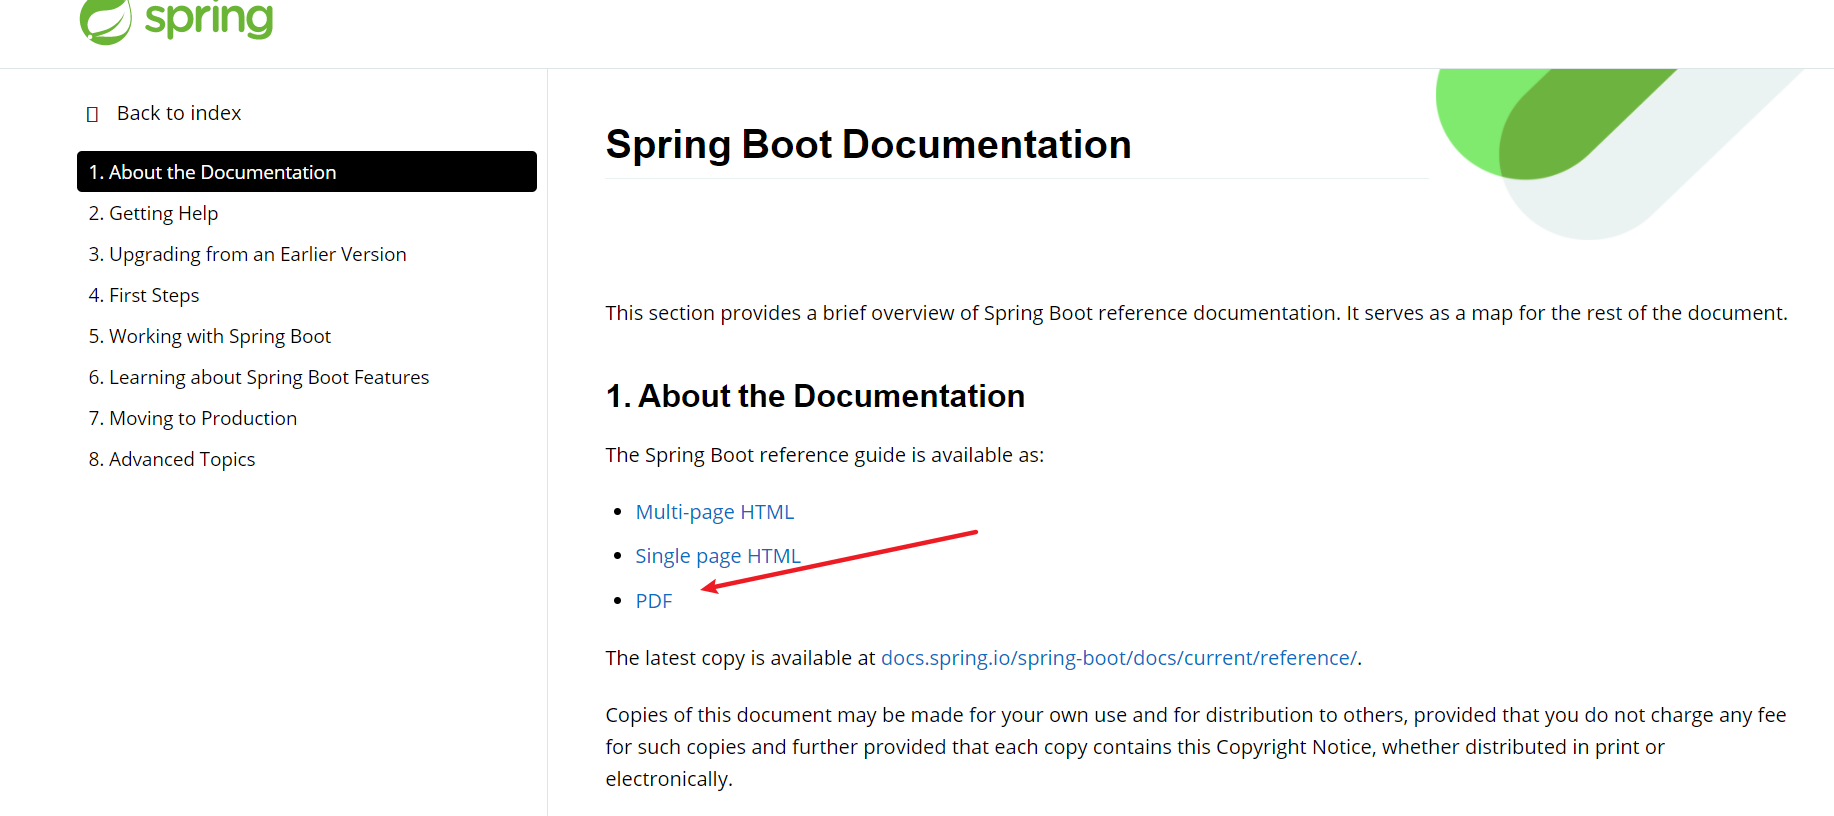 spring
Back to index
1. About the Documentation
2. Getting Help
3. Upgrading from an Earlier Version
4. First Steps
5. Working with Spring Boot
6. Learning about Spring Boot Features
7. Moving to Production
8. Advanced Topics
Spring Boot Documentation
This section provides a brief overview of Spring Boot reference documentation. It serves as a map for the rest of the document.
1. About the Documentation
The Spring Boot reference guide is available as:
Multi-page HTML
Single page HTML
PDF
The latest copy is available at docs.spring.io/spring-boot/docs/current/reference/.
Copies of this document may be made for your own use and for distribution to others, provided that you do not charge any fee
for such copies and further provided that each copy contains this Copyright Notice, whether distributed in print or
electronically.